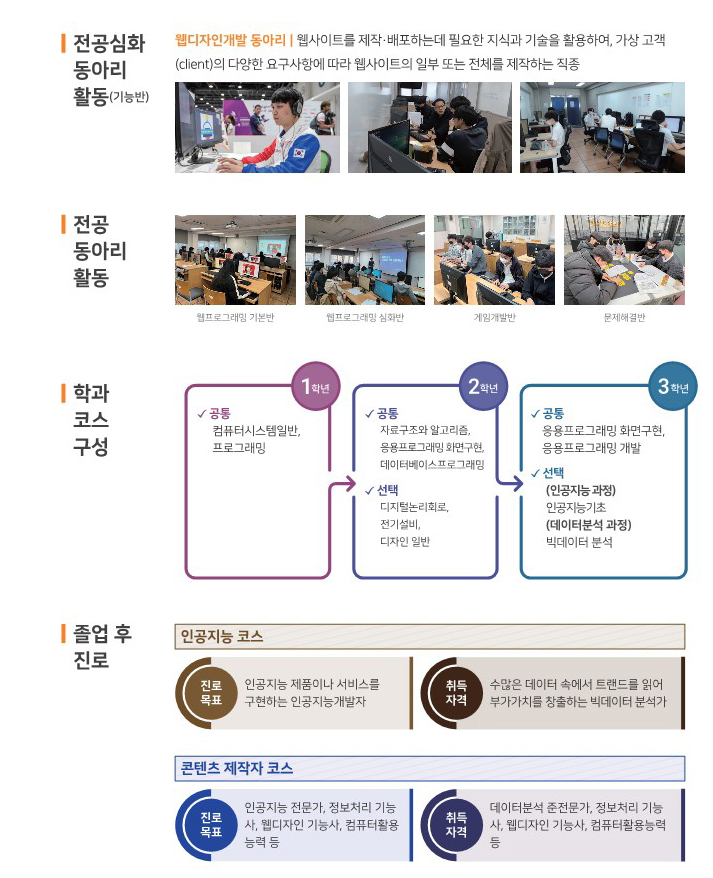 전공심화
동아리
활동(기능반)
웹디자인개발 동아리 | 웹사이트를 제작·배포하는데 필요한 지식과 기술을 활용하여, 가상 고객
(client)의 다양한 요구사항에 따라 웹사이트의 일부 또는 전체를 제작하는 직종
전공
동아리
활동
웹프로그래밍 기본반
웹프로그래밍 심화반
게임개발반
문제해결반
학과
코스
구성
1학년
✓ 공통
컴퓨터시스템일반,
프로그래밍
2학년
✓ 공통
자료구조와 알고리즘,
응용프로그래밍 화면구현,
데이터베이스프로그래밍
✓ 선택
디지털논리회로,
전기설비,
디자인 일반
3학년
✓ 공통
응용프로그래밍 화면구현,
응용프로그래밍 개발
✓ 선택
(인공지능 과정)
인공지능기초
(데이터분석 과정)
빅데이터 분석
졸업 후
진로
인공지능 코스
진로
목표
인공지능 제품이나 서비스를
구현하는 인공지능개발자
취득
자격
수많은 데이터 속에서 트랜드를 읽어
부가가치를 창출하는 빅데이터 분석가
콘텐츠 제작자 코스
진로
목표
인공지능 전문가, 정보처리 기능
사, 웹디자인 기능사, 컴퓨터활용
능력 등
취득
자격
데이터분석 준전문가, 정보처리 기능
사, 웹디자인 기능사, 컴퓨터활용능력
등